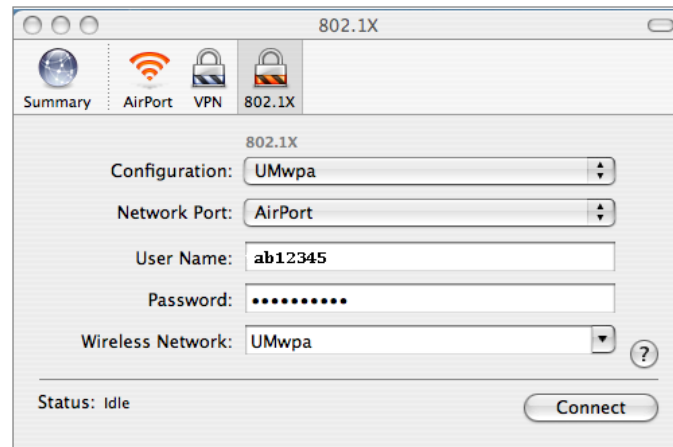 802.1X
Summary AirPort VPN 802.1X
802.1X
Configuration: UMwpa
Network Port: AirPort
User Name: ab12345
Password: ••••••••••
Wireless Network: UMwpa
?
Status: Idle Connect